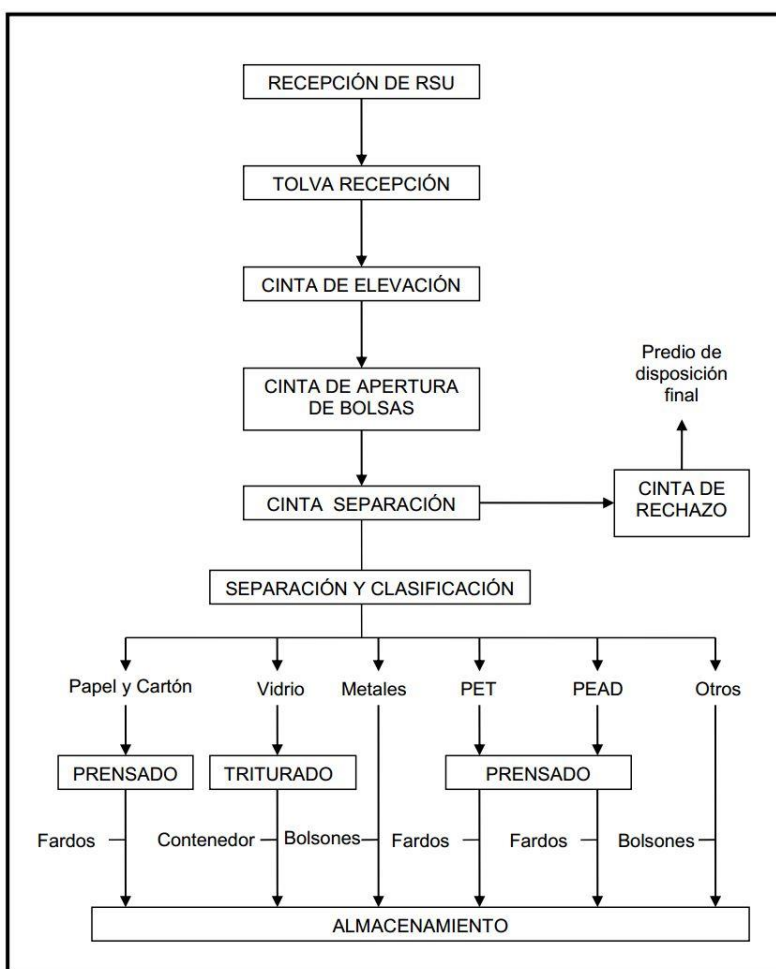 RECEPCIÓN DE RSU
TOLVA RECEPCIÓN
CINTA DE ELEVACIÓN
Predio de
disposición
final
CINTA DE APERTURA
DE BOLSAS
CINTA SEPARACIÓN
CINTA DE
RECHAZO
SEPARACIÓN Y CLASIFICACIÓN
Papel y Cartón
Vidrio
Metales
PET
PEAD
Otros
PRENSADO
TRITURADO
PRENSADO
Fardos
Contenedor
Bolsones
Fardos
Fardos
Bolsones
ALMACENAMIENTO